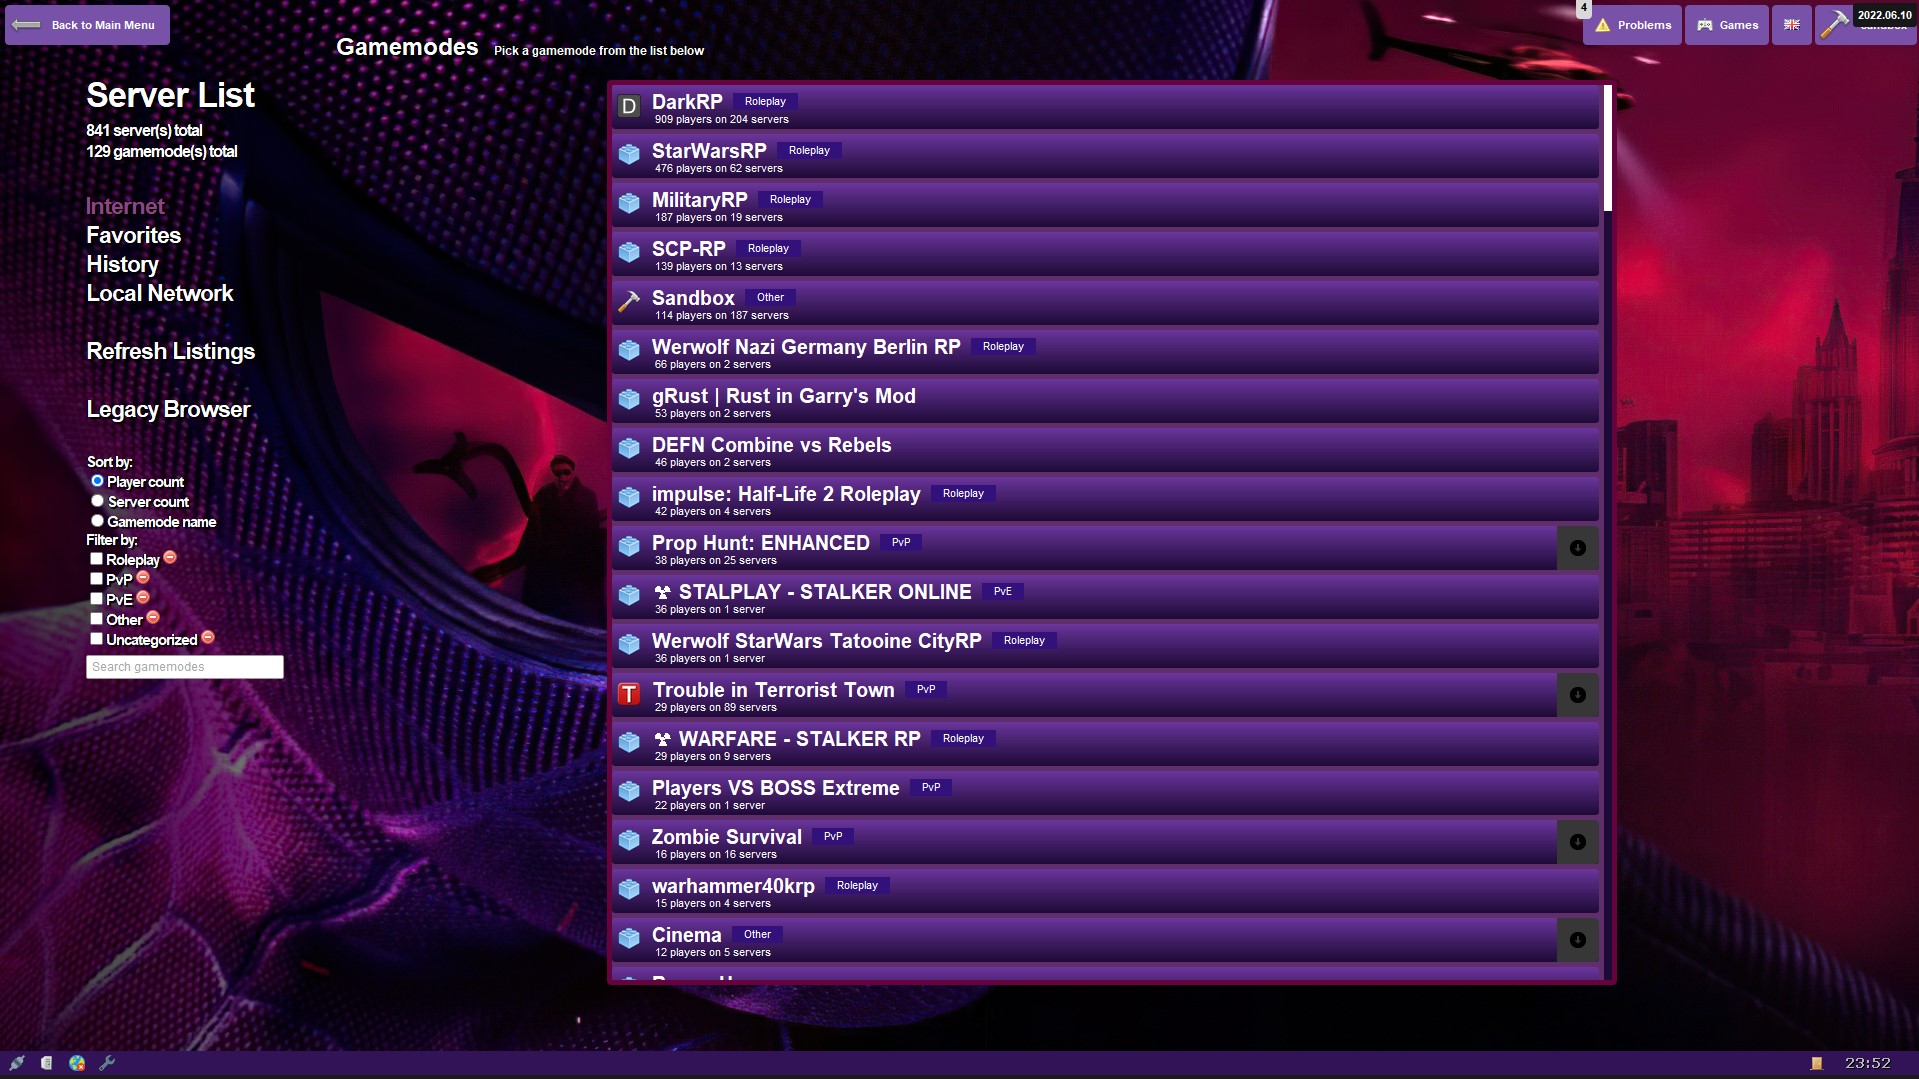 Back to Main Menu
Gamemodes Pick a gamemode from the list below
4
Problems
Games
2022.06.10
Server List
841 server(s) total
129 gamemode(s) total
Internet
Favorites
History
Local Network
Refresh Listings
Legacy Browser
Sort by:
Player count
Server count
Gamemode name
Filter by:
Roleplay
PvP
PvE
Other
Uncategorized
Search gamemodes
D
DarkRP Roleplay
909 players on 204 servers
StarWarsRP Roleplay
476 players on 62 servers
MilitaryRP Roleplay
187 players on 19 servers
SCP-RP Roleplay
139 players on 13 servers
Sandbox Other
114 players on 187 servers
Werwolf Nazi Germany Berlin RP Roleplay
66 players on 2 servers
gRust | Rust in Garry's Mod
53 players on 2 servers
DEFN Combine vs Rebels
46 players on 2 servers
impulse: Half-Life 2 Roleplay Roleplay
42 players on 4 servers
Prop Hunt: ENHANCED PvP
38 players on 25 servers
☢ STALPLAY - STALKER ONLINE PvE
36 players on 1 server
Werwolf StarWars Tatooine CityRP Roleplay
36 players on 1 server
T
Trouble in Terrorist Town PvP
29 players on 89 servers
☢ WARFARE - STALKER RP Roleplay
29 players on 9 servers
Players VS BOSS Extreme PvP
22 players on 1 server
Zombie Survival PvP
16 players on 16 servers
warhammer40krp Roleplay
15 players on 4 servers
Cinema Other
12 players on 5 servers
23:52